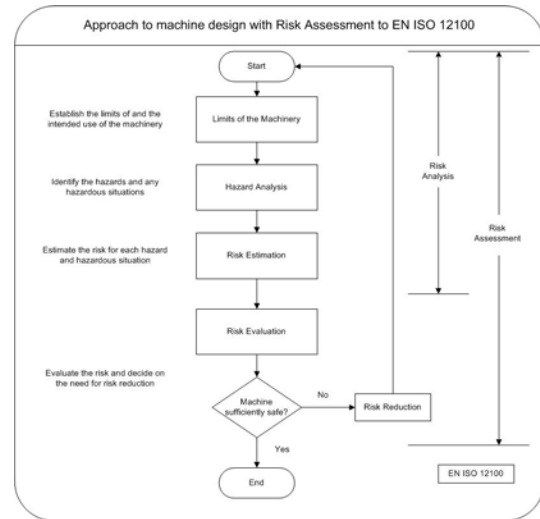 Approach to machine design with Risk Assessment to EN ISO 12100
Start
Establish the limits of and the
intended use of the machinery
Limits of the Machinery
Identify the hazards and any
hazardous situations
Hazard Analysis
Risk
Analysis
Estimate the risk for each hazard
and hazardous situation
Risk Estimation
Risk
Assessment
Risk Evaluation
Evaluate the risk and decide on
the need for risk reduction
Machine
sufficiently safe?
No
Risk Reduction
Yes
End
EN ISO 12100